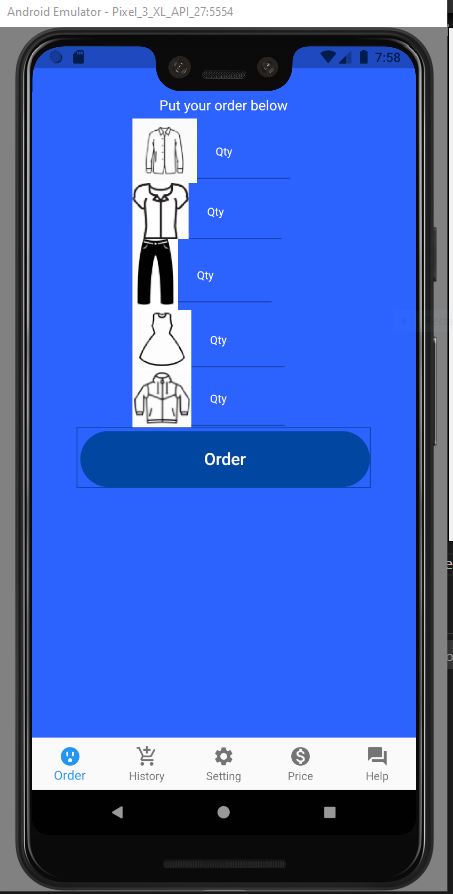 Android Emulator - Pixel_3_XL_API_27:5554
7:58
Put your order below
Qty
Qty
Qty
Qty
Qty
Order
Order
History
Setting
Price
Help